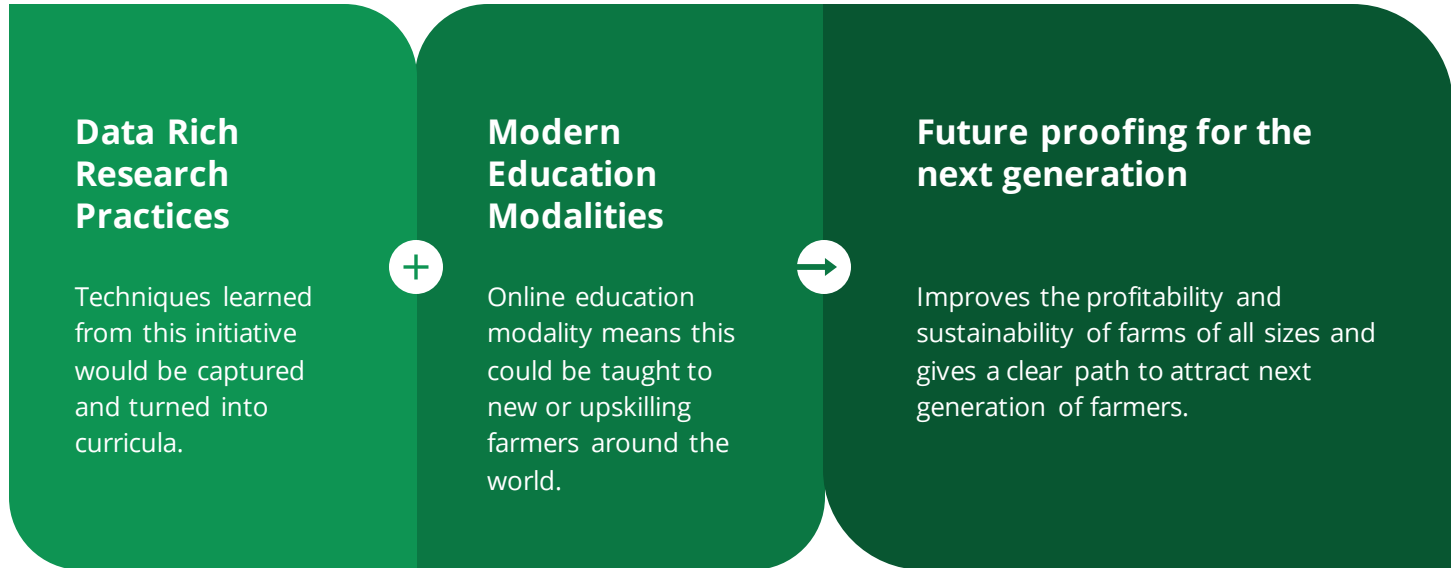 Data Rich
Research
Practices
Techniques learned
from this initiative
would be captured
and turned into
curricula.
Modern
Education
Modalities
Online education
modality means this
could be taught to
new or upskilling
farmers around the
world.
Future proofing for the
next generation
Improves the profitability and
sustainability of farms of all sizes and
gives a clear path to attract next
generation of farmers.